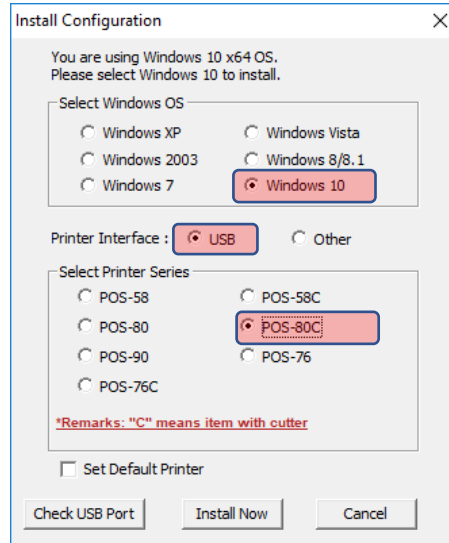 Install Configuration
You are using Windows 10 x64 OS.
Please select Windows 10 to install.
Select Windows OS
Windows XP Windows Vista
Windows 2003 Windows 8/8.1
Windows 7 Windows 10
Printer Interface : USB Other
Select Printer Series
POS-58 POS-58C
POS-80 POS-80C
POS-90 POS-76
POS-76C
*Remarks: "C" means item with cutter
Set Default Printer
Check USB Port Install Now Cancel